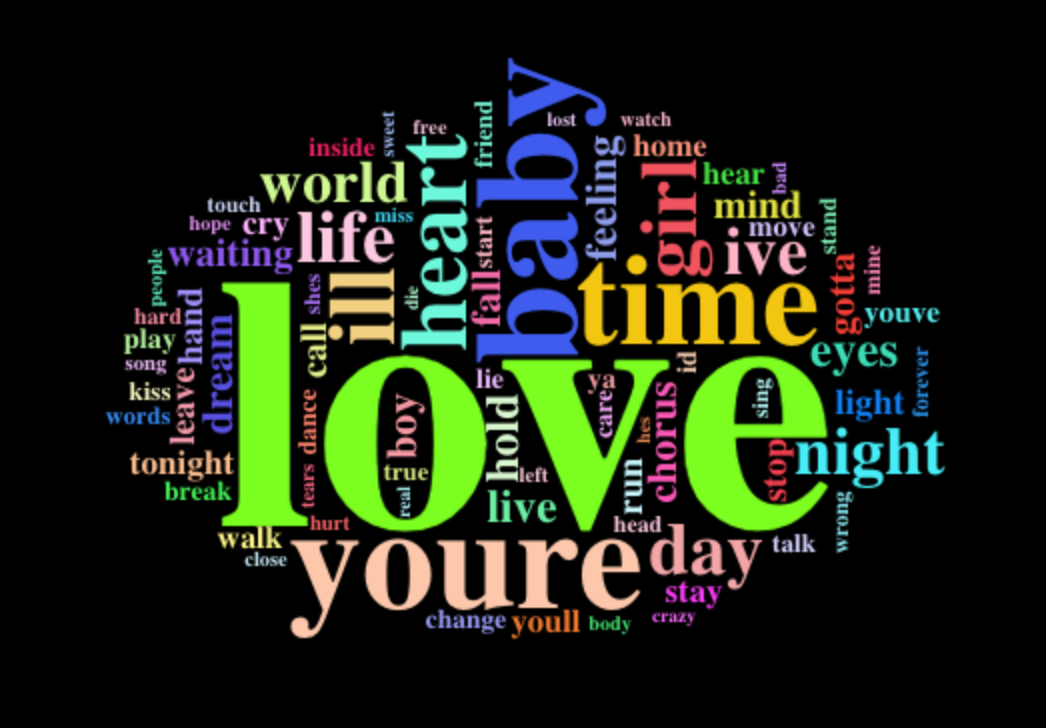 baby
lost
watch
sweet
free
friend
inside
heart
feeling
home
girl
hear
bad
world
touch
miss
mind
hope
cry
life
start
move
stand
waiting
ive
people
shes
ill
die
fall
time
gotta
mine
hard
hand
youve
play
dream
call
love
eyes
song
leave
lie
ya
id
forever
kiss
words
dance
boy
hold
care
hes
chorus
sing
light
tonight
tears
true
left
run
stop
night
break
real
live
wrong
hurt
head
walk
close
youre
day
talk
stay
change
youll
body
crazy